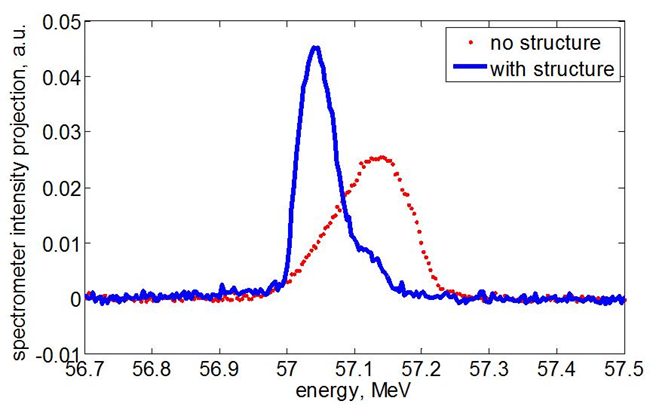 0.05
0.04
0.03
0.02
0.01
0
-0.01
spectrometer intensity projection, a.u.
no structure
with structure
56.7 56.8 56.9 57 57.1 57.2 57.3 57.4 57.5
energy, MeV